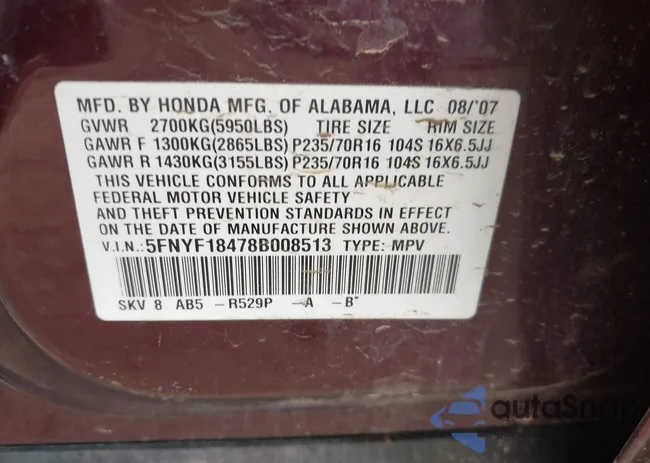 MFD. BY HONDA MFG. OF ALABAMA, LLC 08/'07
GVWR 2700KG(5950LBS) TIRE SIZE RIM SIZE
GAWR F 1300KG(2865LBS) P235/70R16 104S 16X6.5JJ
GAWR R 1430KG(3155LBS) P235/70R16 104S 16X6.5JJ
THIS VEHICLE CONFORMS TO ALL APPLICABLE
FEDERAL MOTOR VEHICLE SAFETY
AND THEFT PREVENTION STANDARDS IN EFFECT
ON THE DATE OF MANUFACTURE SHOWN ABOVE.
V.I.N.:5FNYF18478B008513 TYPE: MPV
SKV 8 AB5 -R529P -A -B"
autoSnap